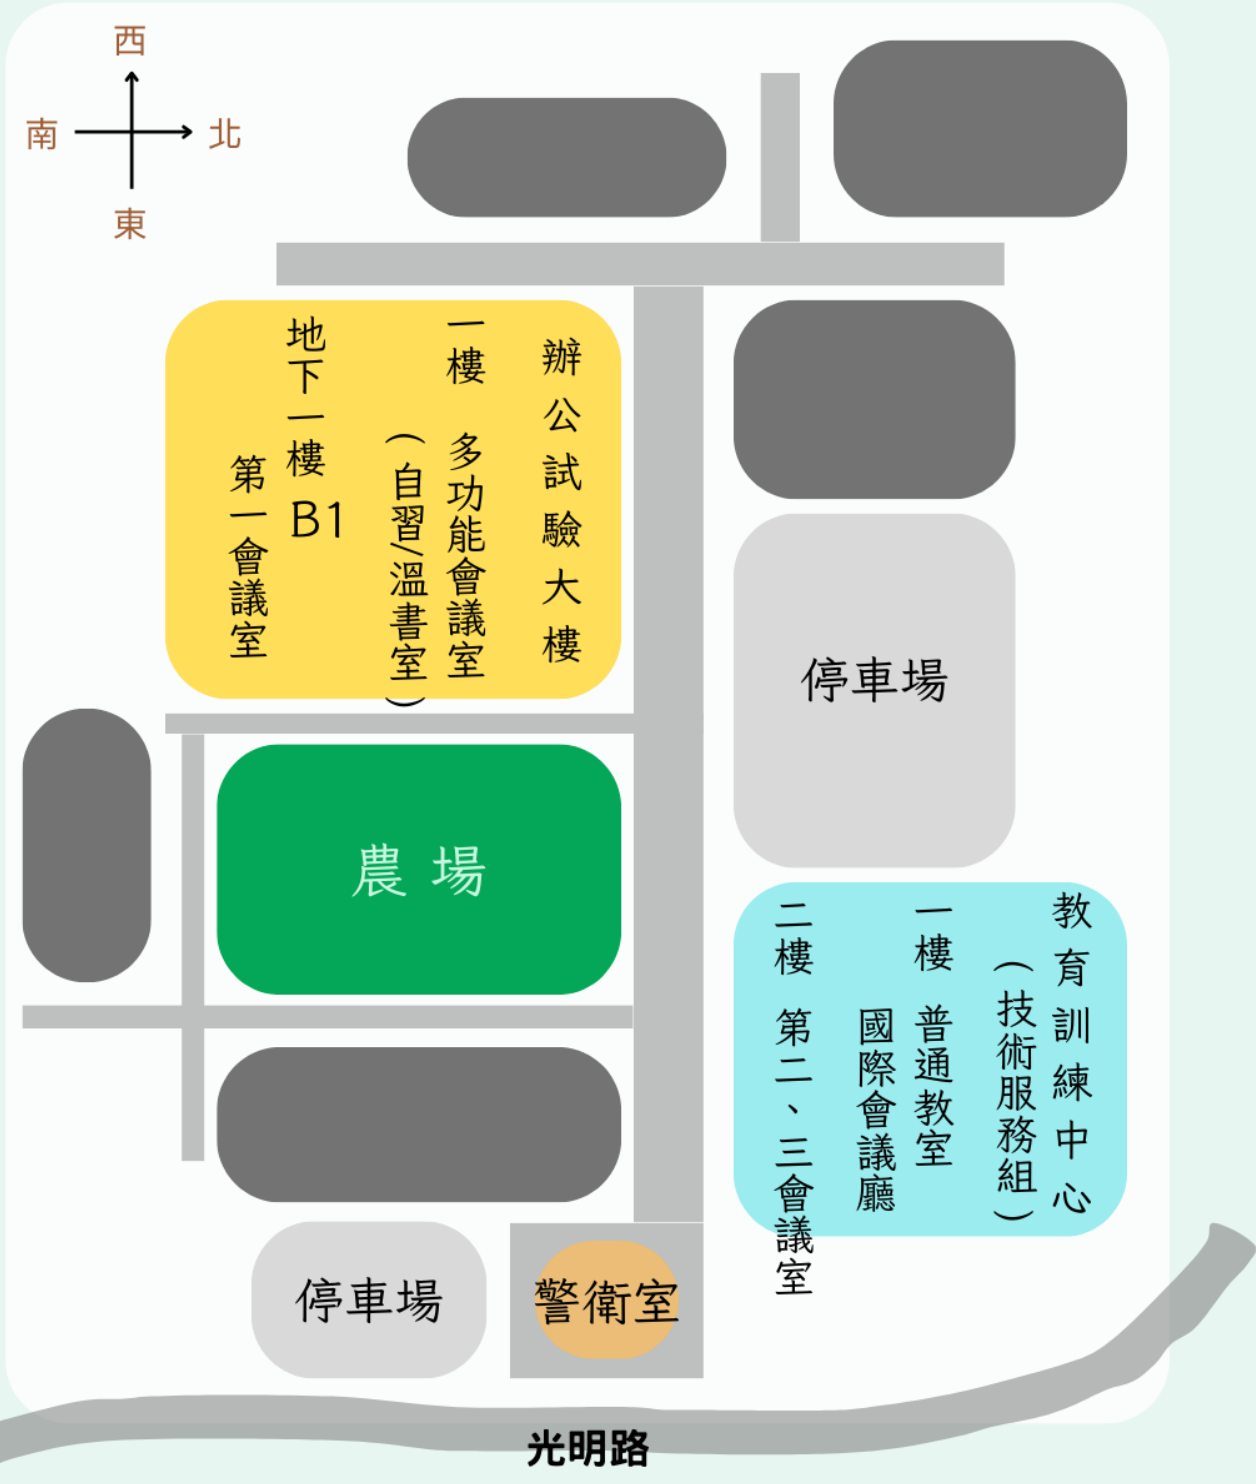 西
南
北
東
辦公試驗大樓
一樓 多功能會議室
(自習/溫書室)
地下一樓 B1
第一會議室
停車場
農場
教育訓練中心
(技術服務組)
一樓 普通教室
國際會議廳
二樓 第二、三會議室
停車場
警衛室
光明路